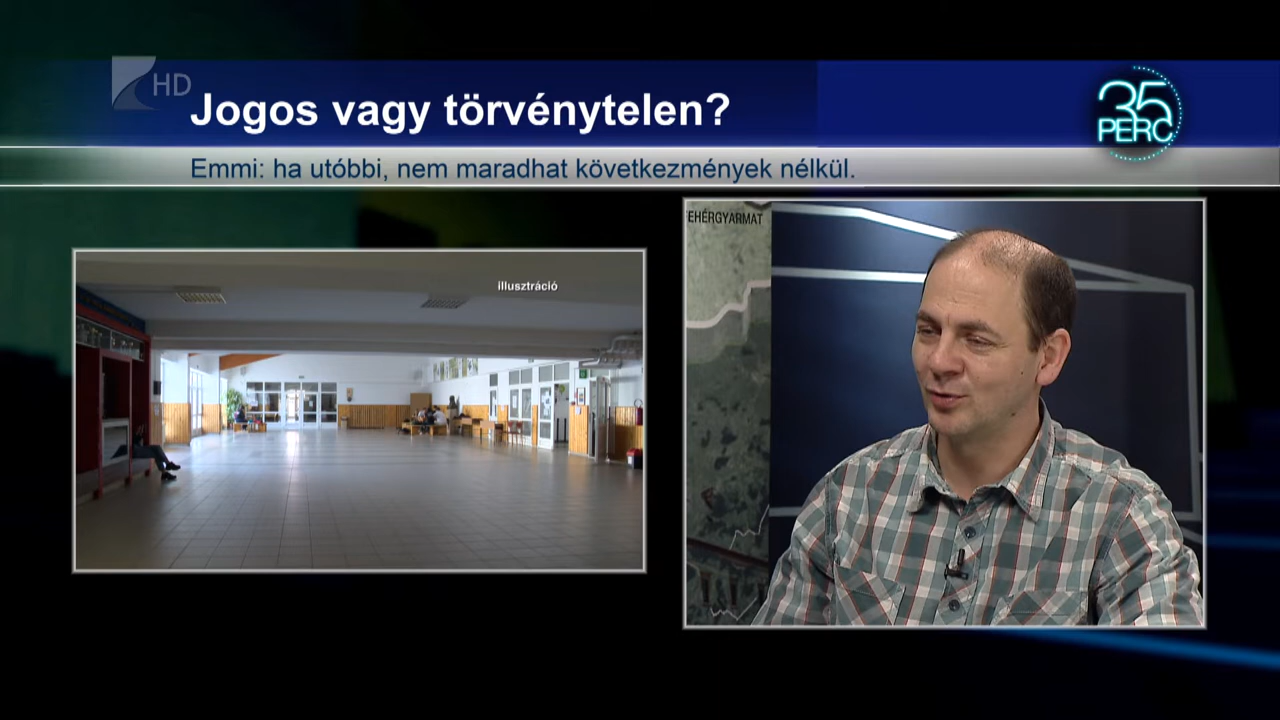 HD
Jogos vagy törvénytelen?
35
PERC
Emmi: ha utóbbi, nem maradhat következmények nélkül.
EHÉRGYARMAT
illusztráció